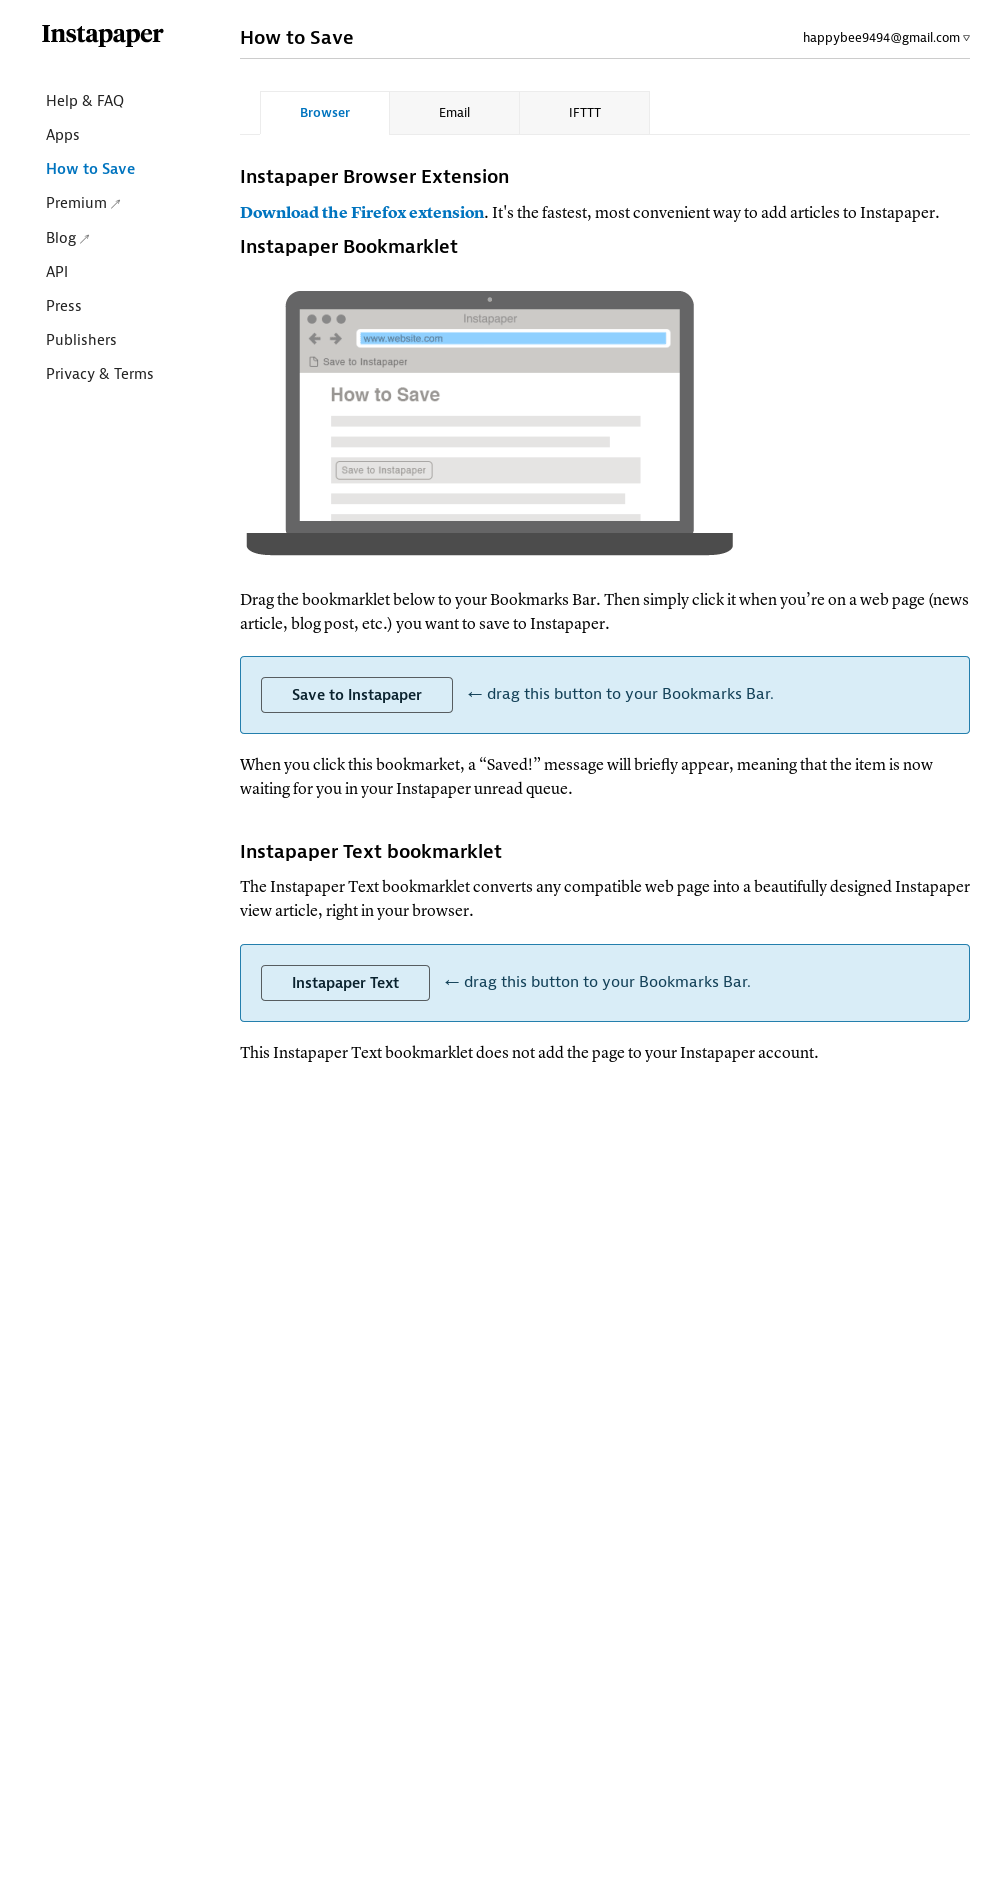 Instapaper
How to Save
happybee9494@gmail.com ▿
Help & FAQ
Apps
How to Save
Premium ↗
Blog ↗
API
Press
Publishers
Privacy & Terms
Browser
Email
IFTTT
Instapaper Browser Extension
Download the Firefox extension. It's the fastest, most convenient way to add articles to Instapaper.
Instapaper Bookmarklet
Instapaper
www.website.com
Save to Instapaper
How to Save
Save to Instapaper
Drag the bookmarklet below to your Bookmarks Bar. Then simply click it when you’re on a web page (news
article, blog post, etc.) you want to save to Instapaper.
Save to Instapaper
← drag this button to your Bookmarks Bar.
When you click this bookmarket, a “Saved!” message will briefly appear, meaning that the item is now
waiting for you in your Instapaper unread queue.
Instapaper Text bookmarklet
The Instapaper Text bookmarklet converts any compatible web page into a beautifully designed Instapaper
view article, right in your browser.
Instapaper Text
← drag this button to your Bookmarks Bar.
This Instapaper Text bookmarklet does not add the page to your Instapaper account.